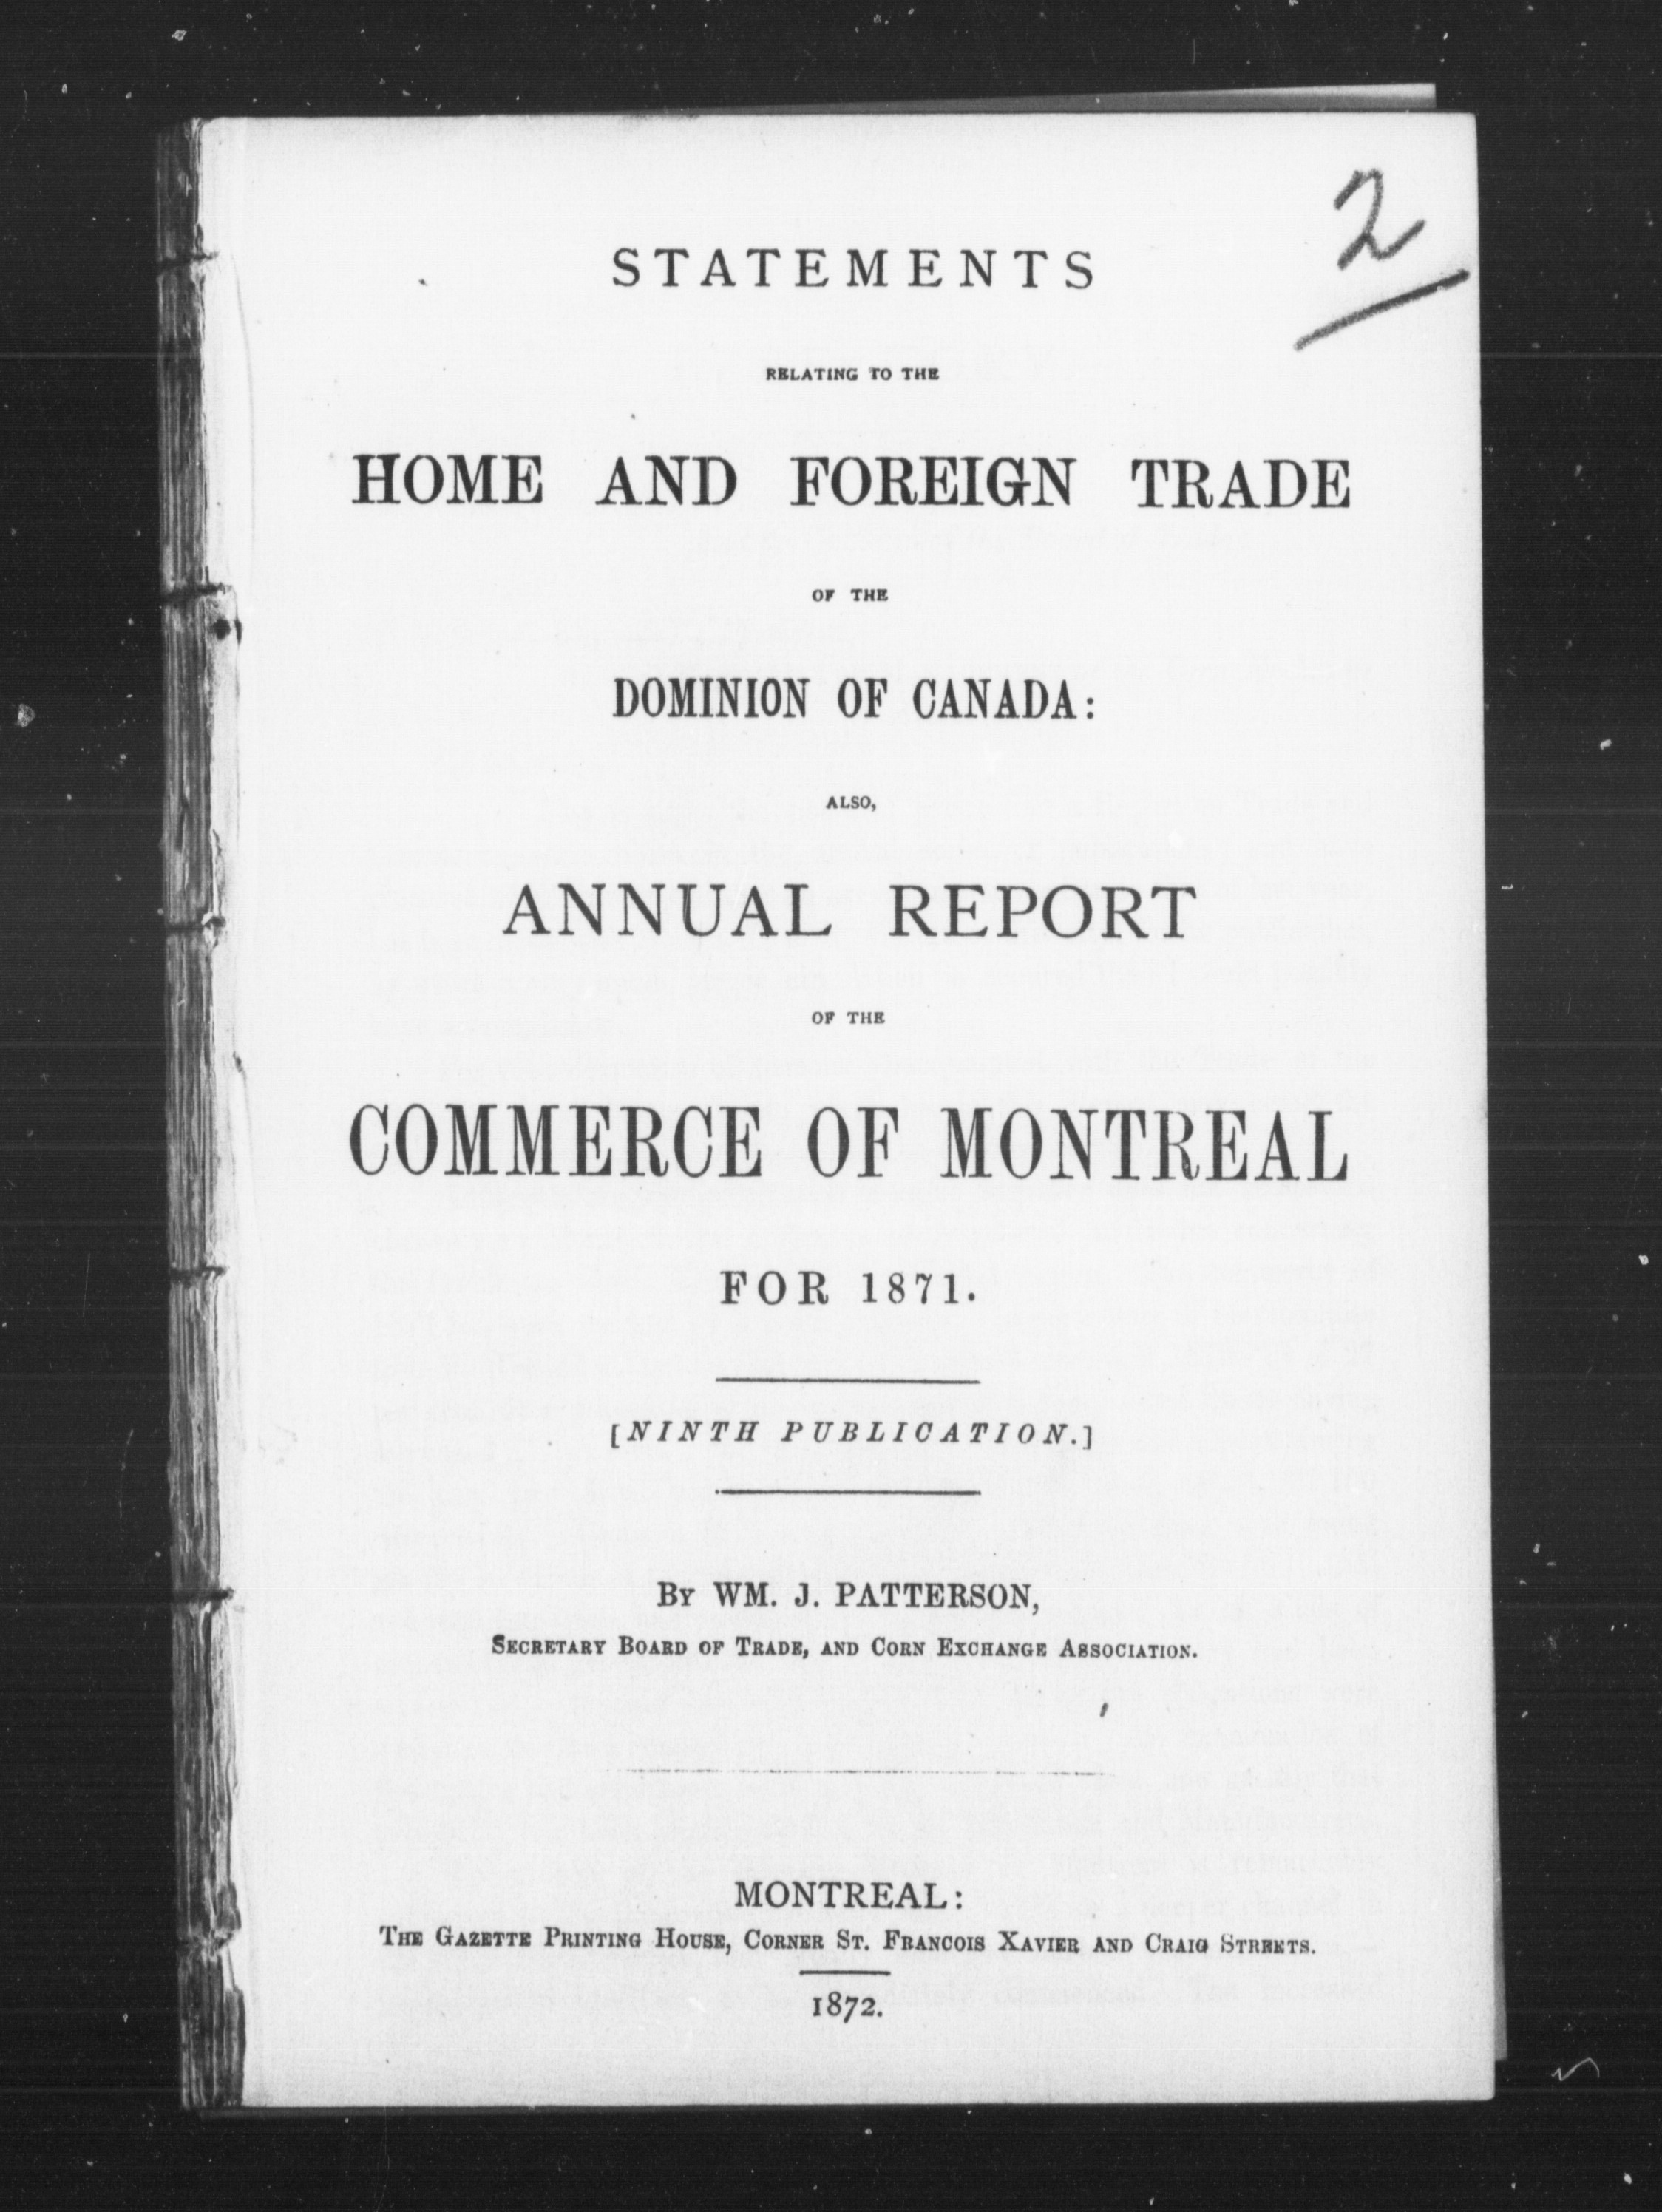 2
STATEMENTS
RELATING TO THE
HOME AND FOREIGN TRADE
OF THE
DOMINION OF CANADA:
ALSO,
ANNUAL REPORT
OF THE
COMMERCE OF MONTREAL
FOR 1871.
[NINTH PUBLICATION.]
BY WM. J. PATTERSON,
SECRETARY BOARD OF TRADE, AND CORN EXCHANGE ASSOCIATION.
MONTREAL:
THE GAZETTE PRINTING HOUSE, CORNER ST. FRANCOIS XAVIER AND CRAIG STREETS.
1872.